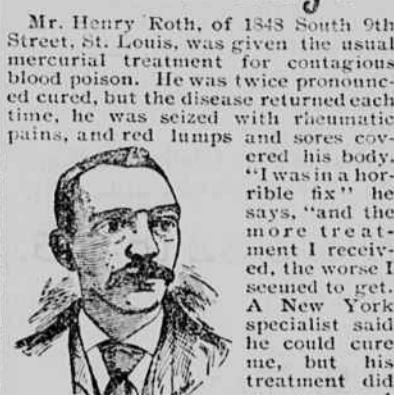 Mr. Henry Roth, of 1848 South 9th
Street, St. Louis, was given the usual
mercurial treatment for contagious
blood poison. He was twice pronounc-
ed cured, but the disease returned each
time, he was seized with rheumatic
pains, and red lumps and sores cov-
ered his body.
"I was in a hor-
rible fix" he
says, "and the
more treat-
ment I receiv-
ed, the worse I
seemed to get.
A New York
specialist said
he could cure
me, but his
treatment did